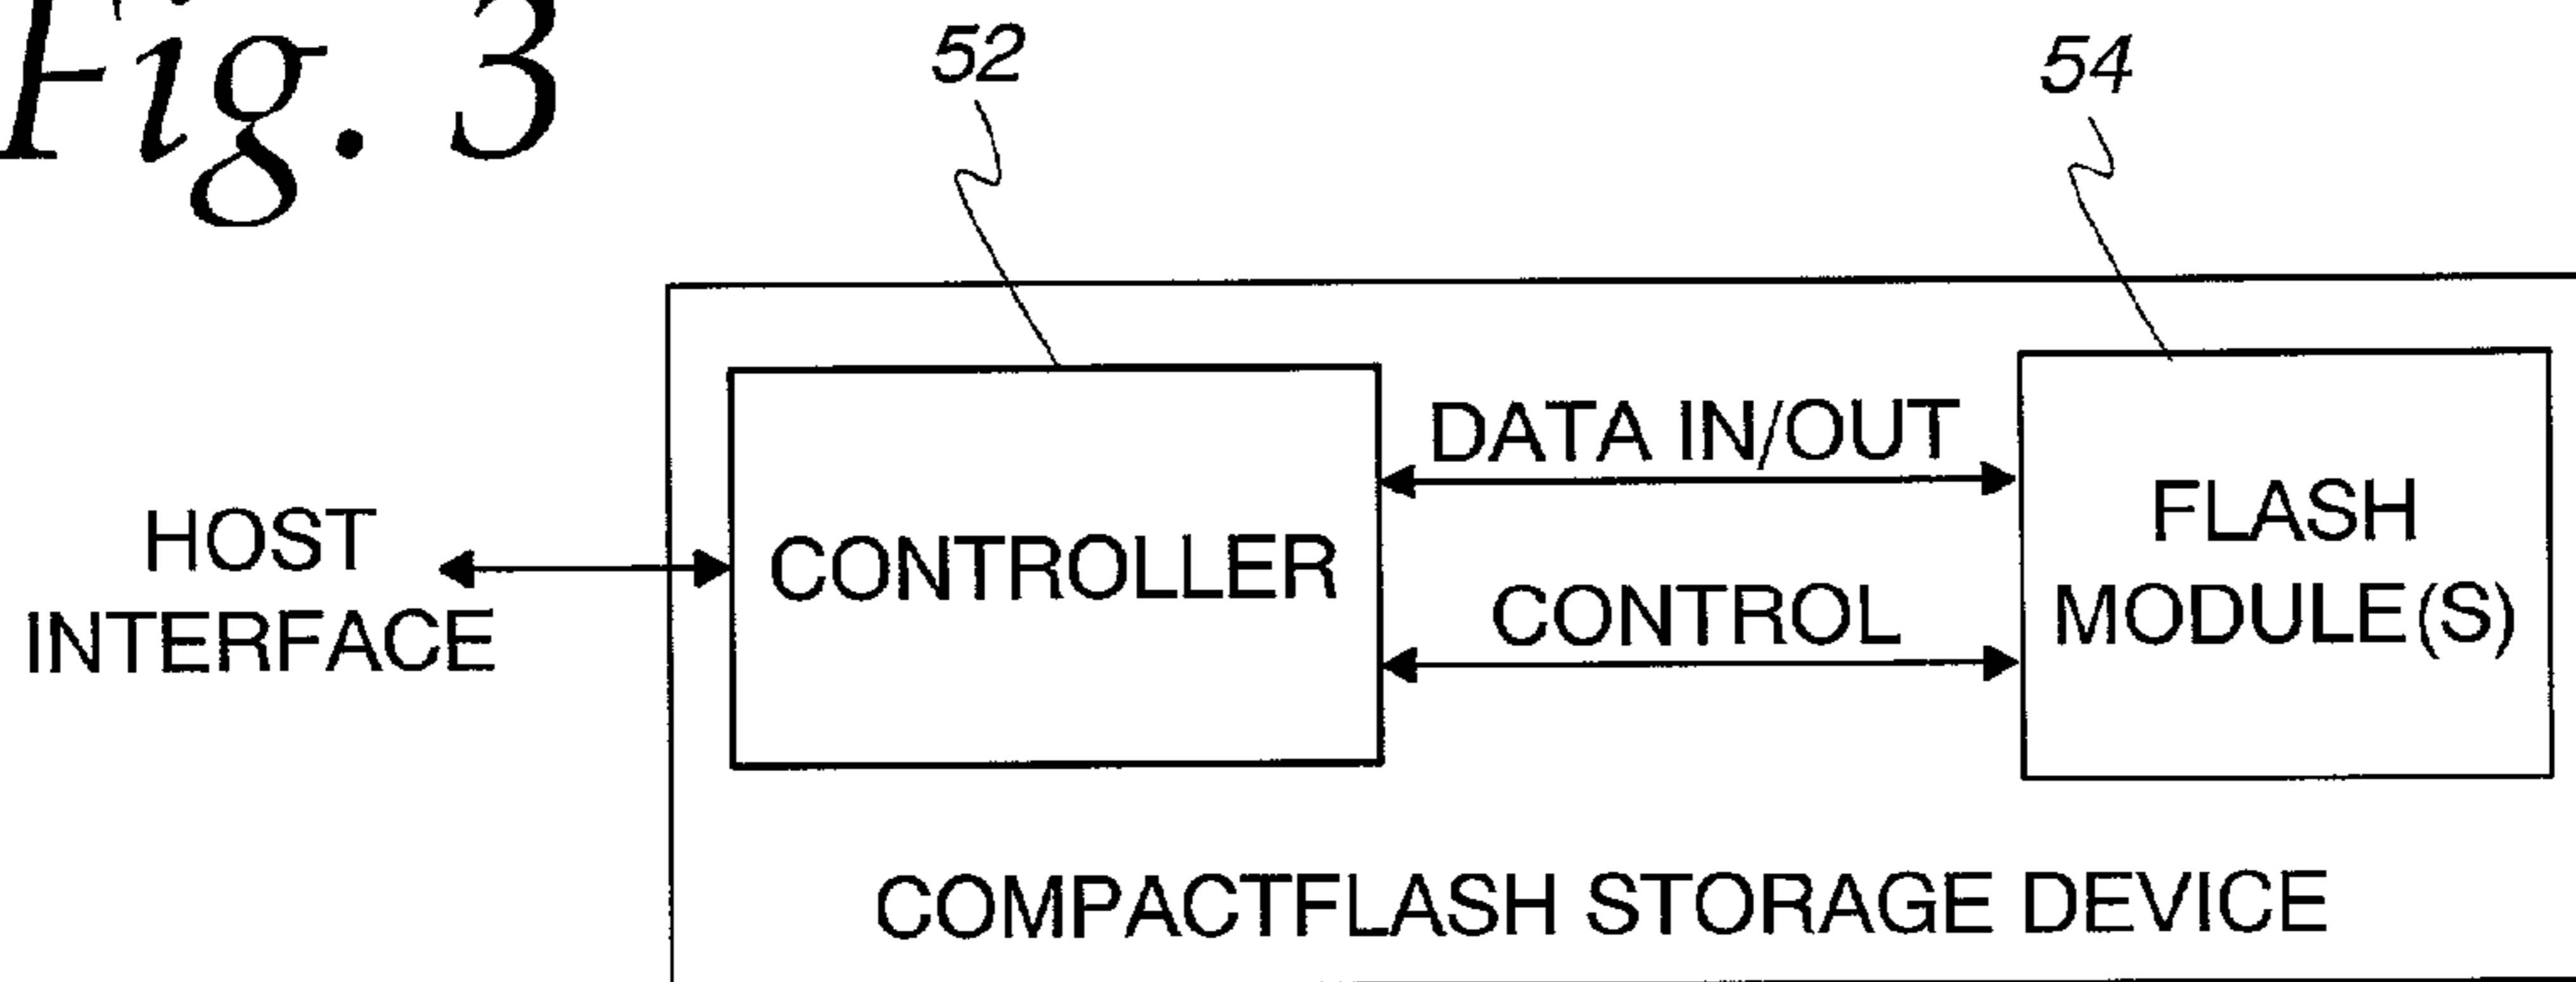 Fig. 3
52
54
DATA IN/OUT
HOST
INTERFACE
CONTROLLER
FLASH
MODULE(S)
CONTROL
COMPACTFLASH STORAGE DEVICE